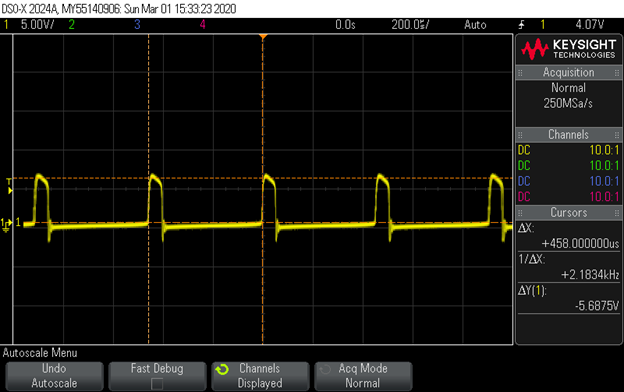 DSO-X 2024A, MY55140906: Sun Mar 01 15:33:23 2020
1 5.00V/ 2 3 4 0.0s 200.0us/ Auto 1 4.07V
KEYSIGHT
TECHNOLOGIES
Acquisition
Normal
250MSa/s
Channels
DC 10.0:1
DC 10.0:1
DC 10.0:1
DC 10.0:1
Cursors
ΔX:
+458.000000us
1/ΔX:
+2.1834kHz
ΔY(1):
-5.6875V
T
1 1
Autoscale Menu
Undo
Autoscale
Fast Debug
Channels
Displayed
Acq Mode
Normal